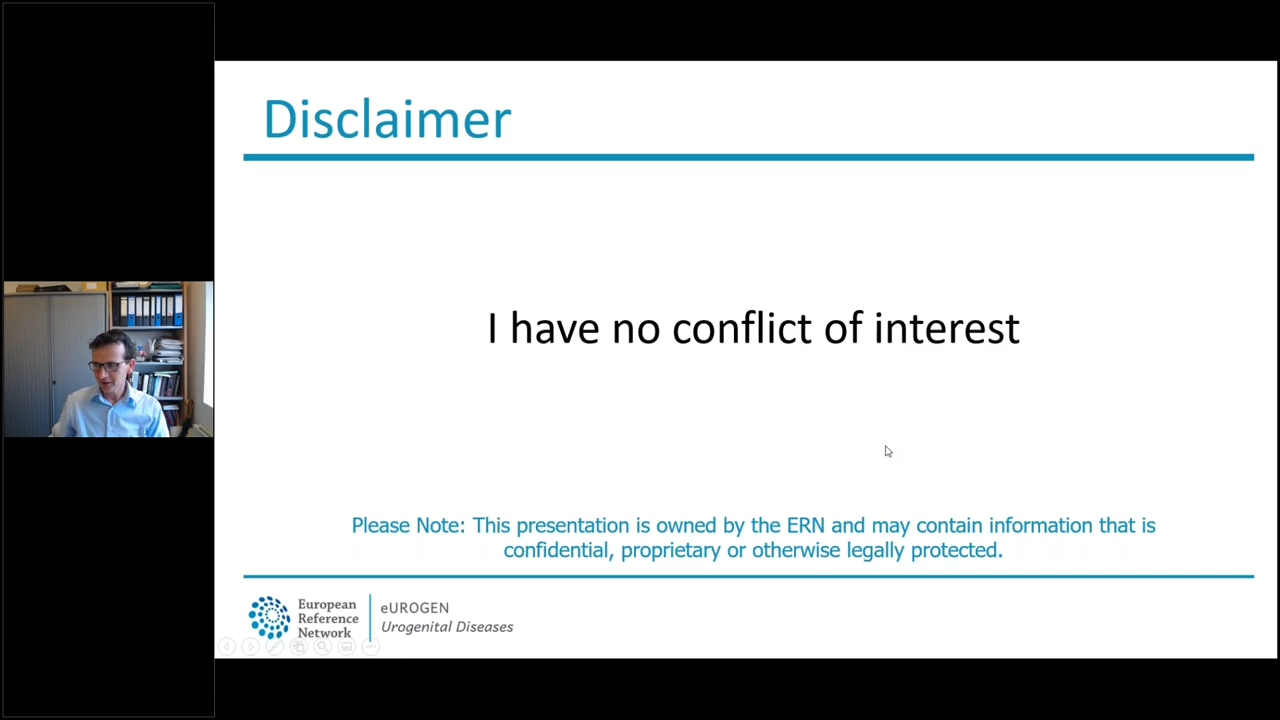 Disclaimer
I have no conflict of interest
Please Note: This presentation is owned by the ERN and may contain information that is
confidential, proprietary or otherwise legally protected.
European
Reference
Network
eUROGEN
Urogenital Diseases